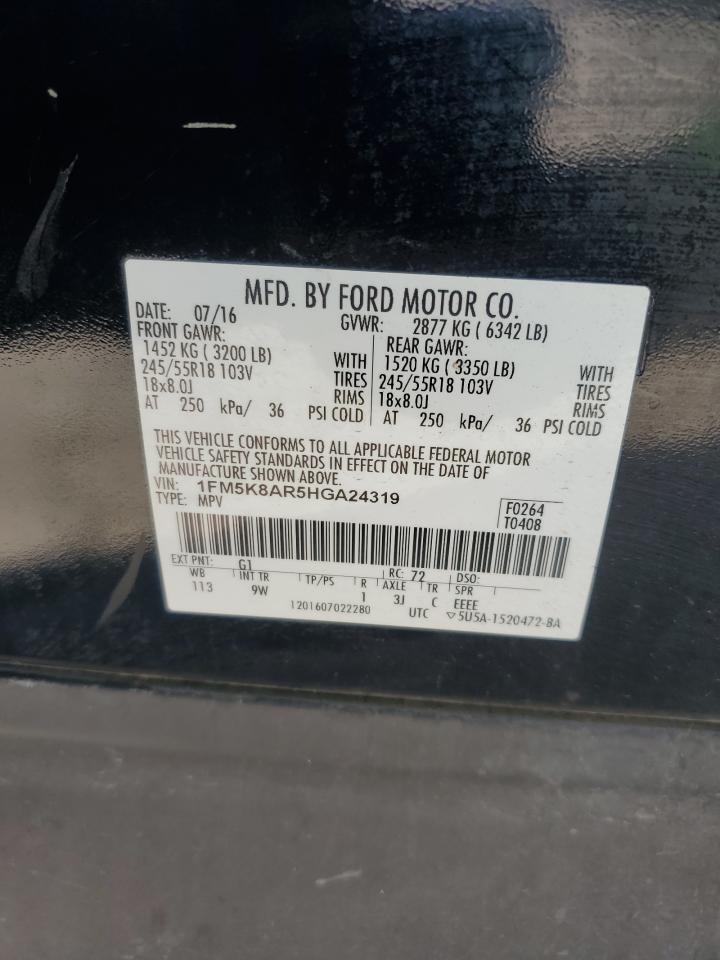 MFD. BY FORD MOTOR CO.
DATE: 07/16 GVWR: 2877 KG ( 6342 LB)
FRONT GAWR: REAR GAWR:
1452 KG ( 3200 LB) WITH 1520 KG ( 3350 LB) WITH
245/55R18 103V TIRES 245/55R18 103V TIRES
18x8.0J RIMS 18x8.0J RIMS
AT 250 kPa/ 36 PSI COLD AT 250 kPa/ 36 PSI COLD
THIS VEHICLE CONFORMS TO ALL APPLICABLE FEDERAL MOTOR
VEHICLE SAFETY STANDARDS IN EFFECT ON THE DATE OF
MANUFACTURE SHOWN ABOVE.
VIN: 1FM5K8AR5HGA24319
TYPE: MPV F0264
T0408
EXT PNT: G1 RC: 72 DSO:
WB INT TR TP/PS R AXLE TR SPR
113 9W 1 3J C EEEE
1201607022280 UTC ▽5U5A-1520472-BA